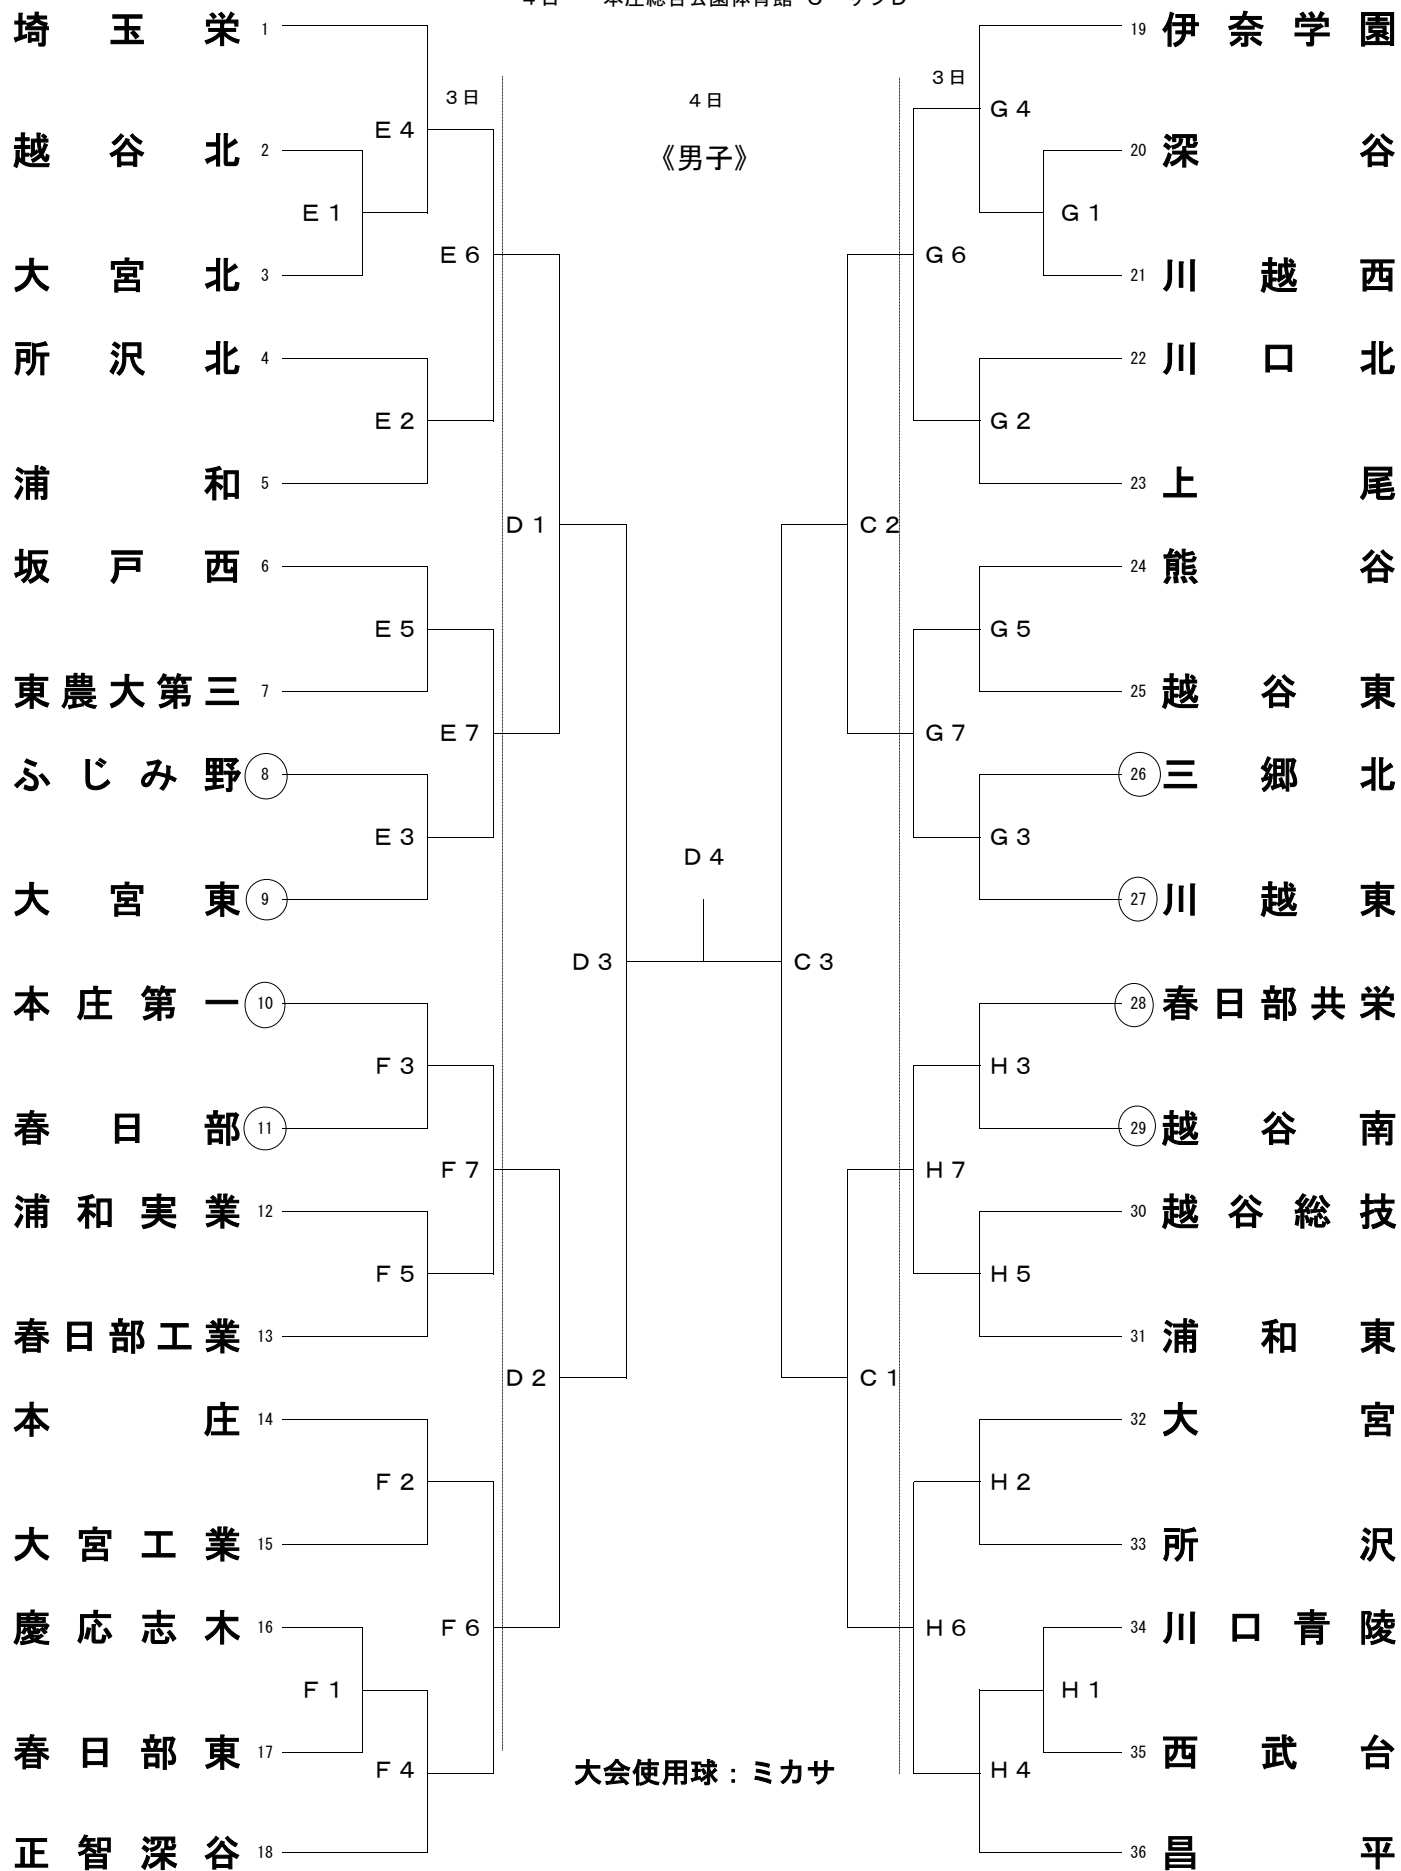 ４日 本庄総合公園体育館 C D
埼玉栄 1
19 伊奈学園
３日
４日
３日
《男子》
Ｅ４
Ｇ４
越谷北 2
20 深谷
Ｅ１
Ｇ１
Ｅ６
Ｇ６
大宮北 3
21 川越西
所沢北 4
22 川口北
Ｅ２
Ｇ２
浦和 5
23 上尾
Ｄ１
Ｃ２
坂戸西 6
24 熊谷
Ｅ５
Ｇ５
東農大第三 7
25 越谷東
Ｅ７
Ｇ７
ふじみ野 8
26 三郷北
Ｅ３
Ｇ３
Ｄ４
大宮東 9
27 川越東
Ｄ３
Ｃ３
本庄第一 10
28 春日部共栄
Ｆ３
Ｈ３
春日部 11
29 越谷南
Ｆ７
Ｈ７
浦和実業 12
30 越谷総技
Ｆ５
Ｈ５
春日部工業 13
31 浦和東
Ｄ２
Ｃ１
本庄 14
32 大宮
Ｆ２
Ｈ２
大宮工業 15
33 所沢
慶応志木 16
34 川口青陵
Ｆ６
Ｈ６
Ｆ１
Ｈ１
春日部東 17
35 西武台
Ｆ４
Ｈ４
大会使用球：ミカサ
正智深谷 18
36 昌平